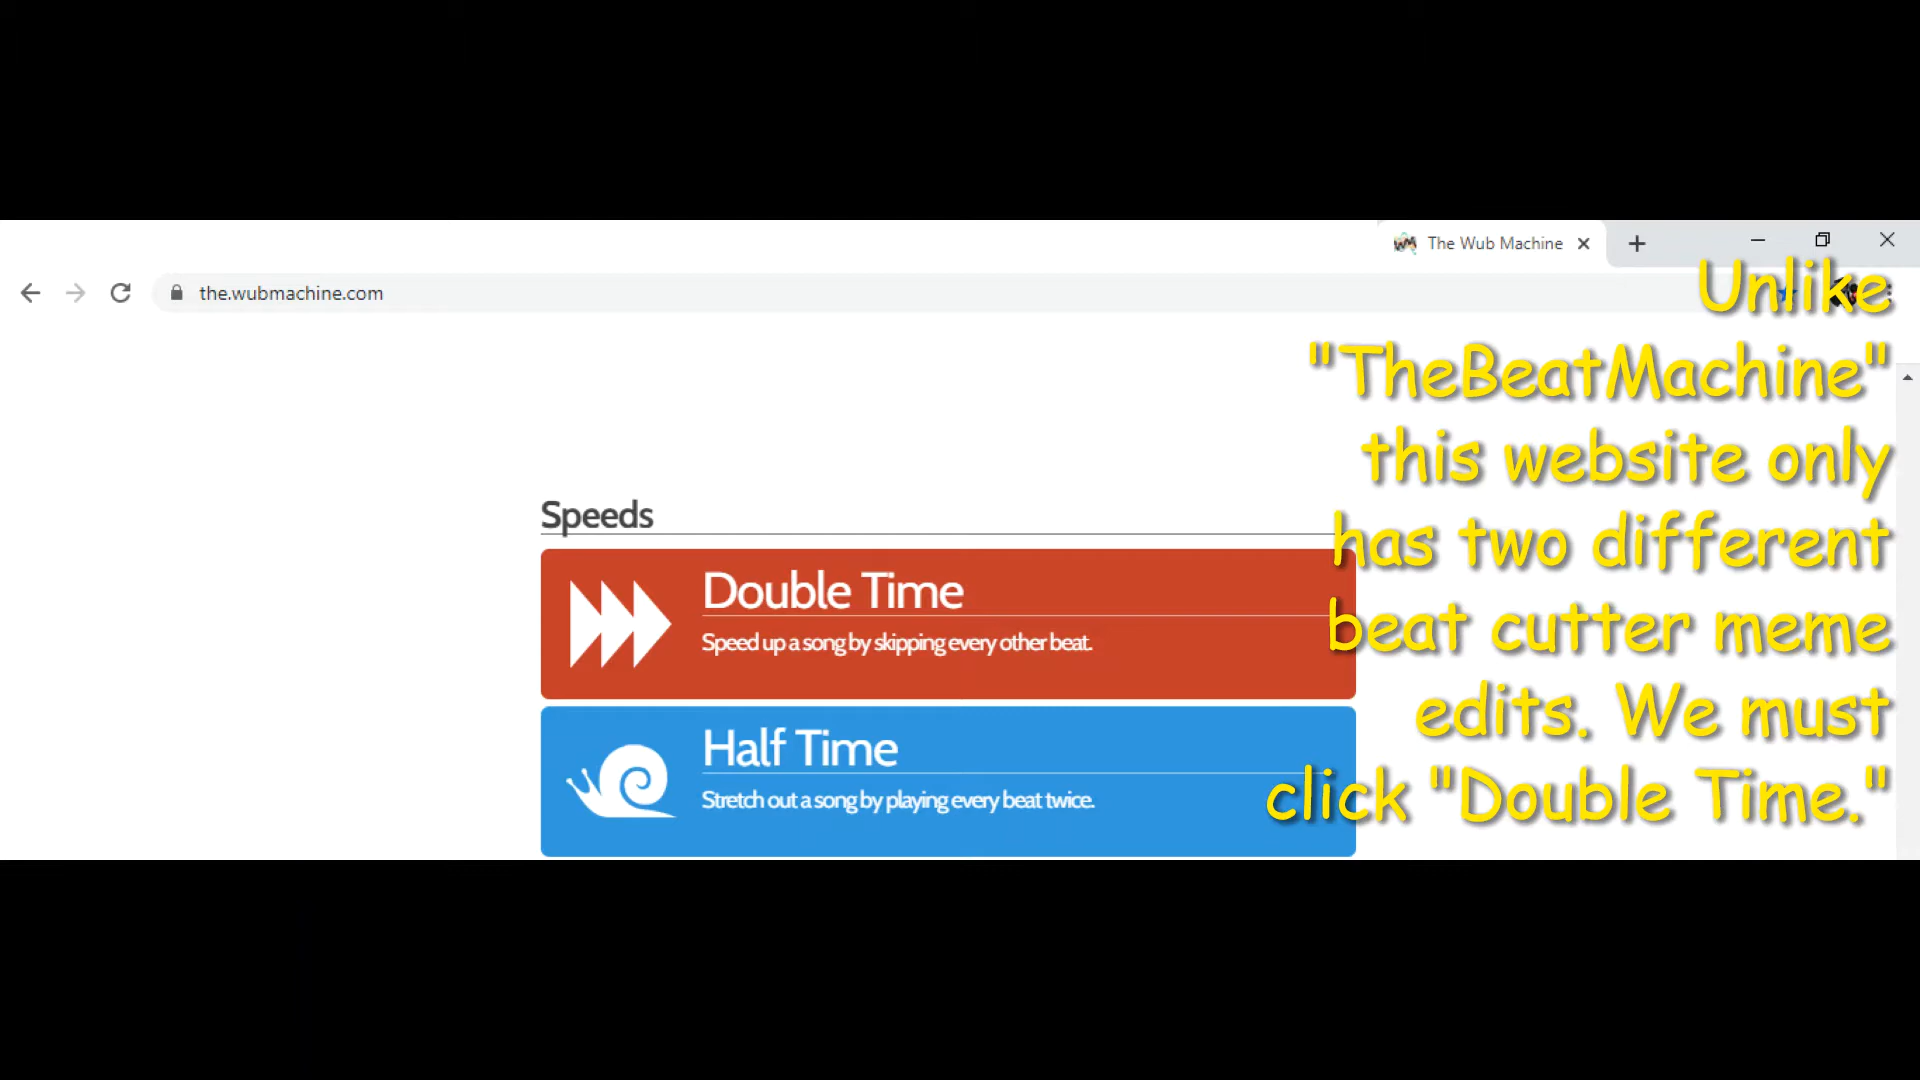 The Wub Machine
the.wubmachine.com
Unlike
"TheBeatMachine"
this website only
has two different
beat cutter meme
edits. We must
click "Double Time."
Speeds
Double Time
Speed up a song by skipping every other beat.
Half Time
Stretch out a song by playing every beat twice.